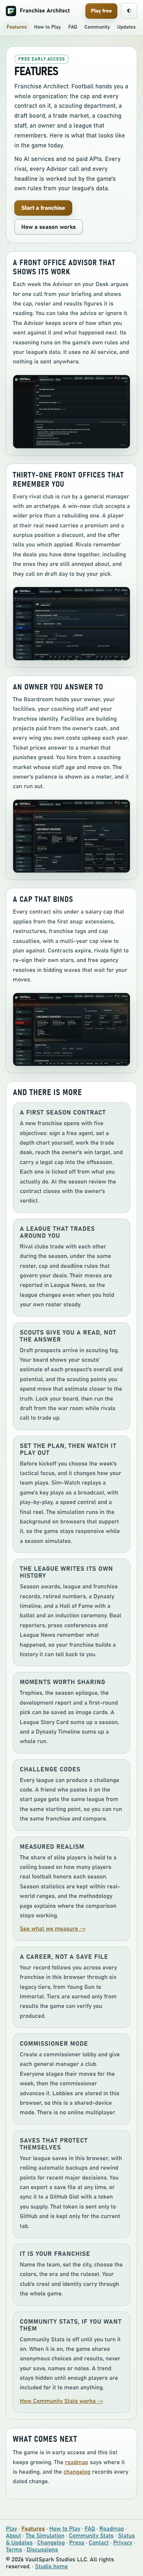 Franchise Architect
Play free
Features How to Play FAQ Community Updates
FREE EARLY ACCESS
FEATURES
Franchise Architect: Football hands you a
whole organization: the cap and every
contract on it, a scouting department, a
draft board, a trade market, a coaching
staff, an owner and a league that
remembers. Here is what that looks like
in the game today.
No AI services and no paid APIs. Every
rival, every Advisor call and every
headline is worked out by the game's
own rules from your league's data.
Start a franchise
How a season works
A FRONT OFFICE ADVISOR THAT
SHOWS ITS WORK
Each week the Advisor on your Desk argues
for one call from your briefing and shows
the cap, roster and results figures it is
reading. You can take the advice or ignore it.
The Advisor keeps score of how often you
went against it and what happened next. Its
reasoning runs on the game's own rules and
your league's data. It uses no AI service, and
nothing is sent anywhere.
THIRTY-ONE FRONT OFFICES THAT
REMEMBER YOU
Every rival club is run by a general manager
with an archetype. A win-now club accepts a
wider price than a rebuilding one. A player
at their real need carries a premium and a
surplus position a discount, and the offer
tells you which applied. Rivals remember
the deals you have done together, including
the ones they are still annoyed about, and
they call on draft day to buy your pick.
AN OWNER YOU ANSWER TO
The Boardroom holds your owner, your
facilities, your coaching staff and your
franchise identity. Facilities are building
projects paid from the owner's cash, and
every wing you own costs upkeep each year.
Ticket prices answer to a market that
punishes greed. You hire from a coaching
market whose staff age and move on. The
owner's patience is shown as a meter, and it
can run out.
A CAP THAT BINDS
Every contract sits under a salary cap that
applies from the first snap: extensions,
restructures, franchise tags and cap
casualties, with a multi-year cap view to
plan against. Contracts expire, rivals fight to
re-sign their own stars, and free agency
resolves in bidding waves that wait for your
moves.
AND THERE IS MORE
A FIRST SEASON CONTRACT
A new franchise opens with five
objectives: sign a free agent, set a
depth chart yourself, work the trade
desk, reach the owner's win target, and
carry a legal cap into the offseason.
Each one is ticked off from what you
actually did. At the season review the
contract closes with the owner's
verdict.
A LEAGUE THAT TRADES
AROUND YOU
Rival clubs trade with each other
during the season, under the same
roster, cap and deadline rules that
govern your deals. Their moves are
reported in League News, so the
league changes even when you hold
your own roster steady.
SCOUTS GIVE YOU A READ, NOT
THE ANSWER
Draft prospects arrive in scouting fog.
Your board shows your scouts'
estimate of each prospect's overall and
potential, and the scouting points you
spend move that estimate closer to the
truth. Lock your board, then run the
draft from the war room while rivals
call to trade up.
SET THE PLAN, THEN WATCH IT
PLAY OUT
Before kickoff you choose the week's
tactical focus, and it changes how your
team plays. Sim-Watch replays a
game's key plays as a broadcast, with
play-by-play, a speed control and a
final reel. The simulation runs in the
background on browsers that support
it, so the game stays responsive while
a season simulates.
THE LEAGUE WRITES ITS OWN
HISTORY
Season awards, league and franchise
records, retired numbers, a Dynasty
timeline, and a Hall of Fame with a
ballot and an induction ceremony. Beat
reporters, press conferences and
League News remember what
happened, so your franchise builds a
history it can tell back to you.
MOMENTS WORTH SHARING
Trophies, the season epilogue, the
development report and a first-round
pick can be saved as image cards. A
League Story Card sums up a season,
and a Dynasty Timeline sums up a
whole run.
CHALLENGE CODES
Every league can produce a challenge
code. A friend who pastes it on the
start page gets the same league from
the same starting point, so you can run
the same franchise and compare.
MEASURED REALISM
The share of elite players is held to a
ceiling based on how many players
real football honors each season.
Season statistics are kept within real-
world ranges, and the methodology
page explains where the comparison
stops working.
See what we measure →
A CAREER, NOT A SAVE FILE
Your record follows you across every
franchise in this browser through six
legacy tiers, from Young Gun to
Immortal. Tiers are earned only from
results the game can verify you
produced.
COMMISSIONER MODE
Create a commissioner lobby and give
each general manager a club.
Everyone stages their moves for the
week, then the commissioner
advances it. Lobbies are stored in this
browser, so this is a shared-device
mode. There is no online multiplayer.
SAVES THAT PROTECT
THEMSELVES
Your league saves in this browser, with
rolling automatic backups and rewind
points for recent major decisions. You
can export a save file at any time, or
sync it to a GitHub Gist with a token
you supply. That token is sent only to
GitHub and is kept only for the current
tab.
IT IS YOUR FRANCHISE
Name the team, set the city, choose the
colors, the era and the ruleset. Your
club's crest and identity carry through
the whole game.
COMMUNITY STATS, IF YOU WANT
THEM
Community Stats is off until you turn it
on. When it is on, the game shares
anonymous choices and results, never
your save, names or notes. A trend
stays hidden until enough players are
included for it to mean anything.
How Community Stats works →
WHAT COMES NEXT
The game is in early access and this list
keeps growing. The roadmap says where it
is heading, and the changelog records every
dated change.
Play · Features · How to Play · FAQ · Roadmap ·
About · The Simulation · Community Stats · Status
& Updates · Changelog · Press · Contact · Privacy ·
Terms · Discussions
© 2026 VaultSpark Studios LLC. All rights
reserved. · Studio home